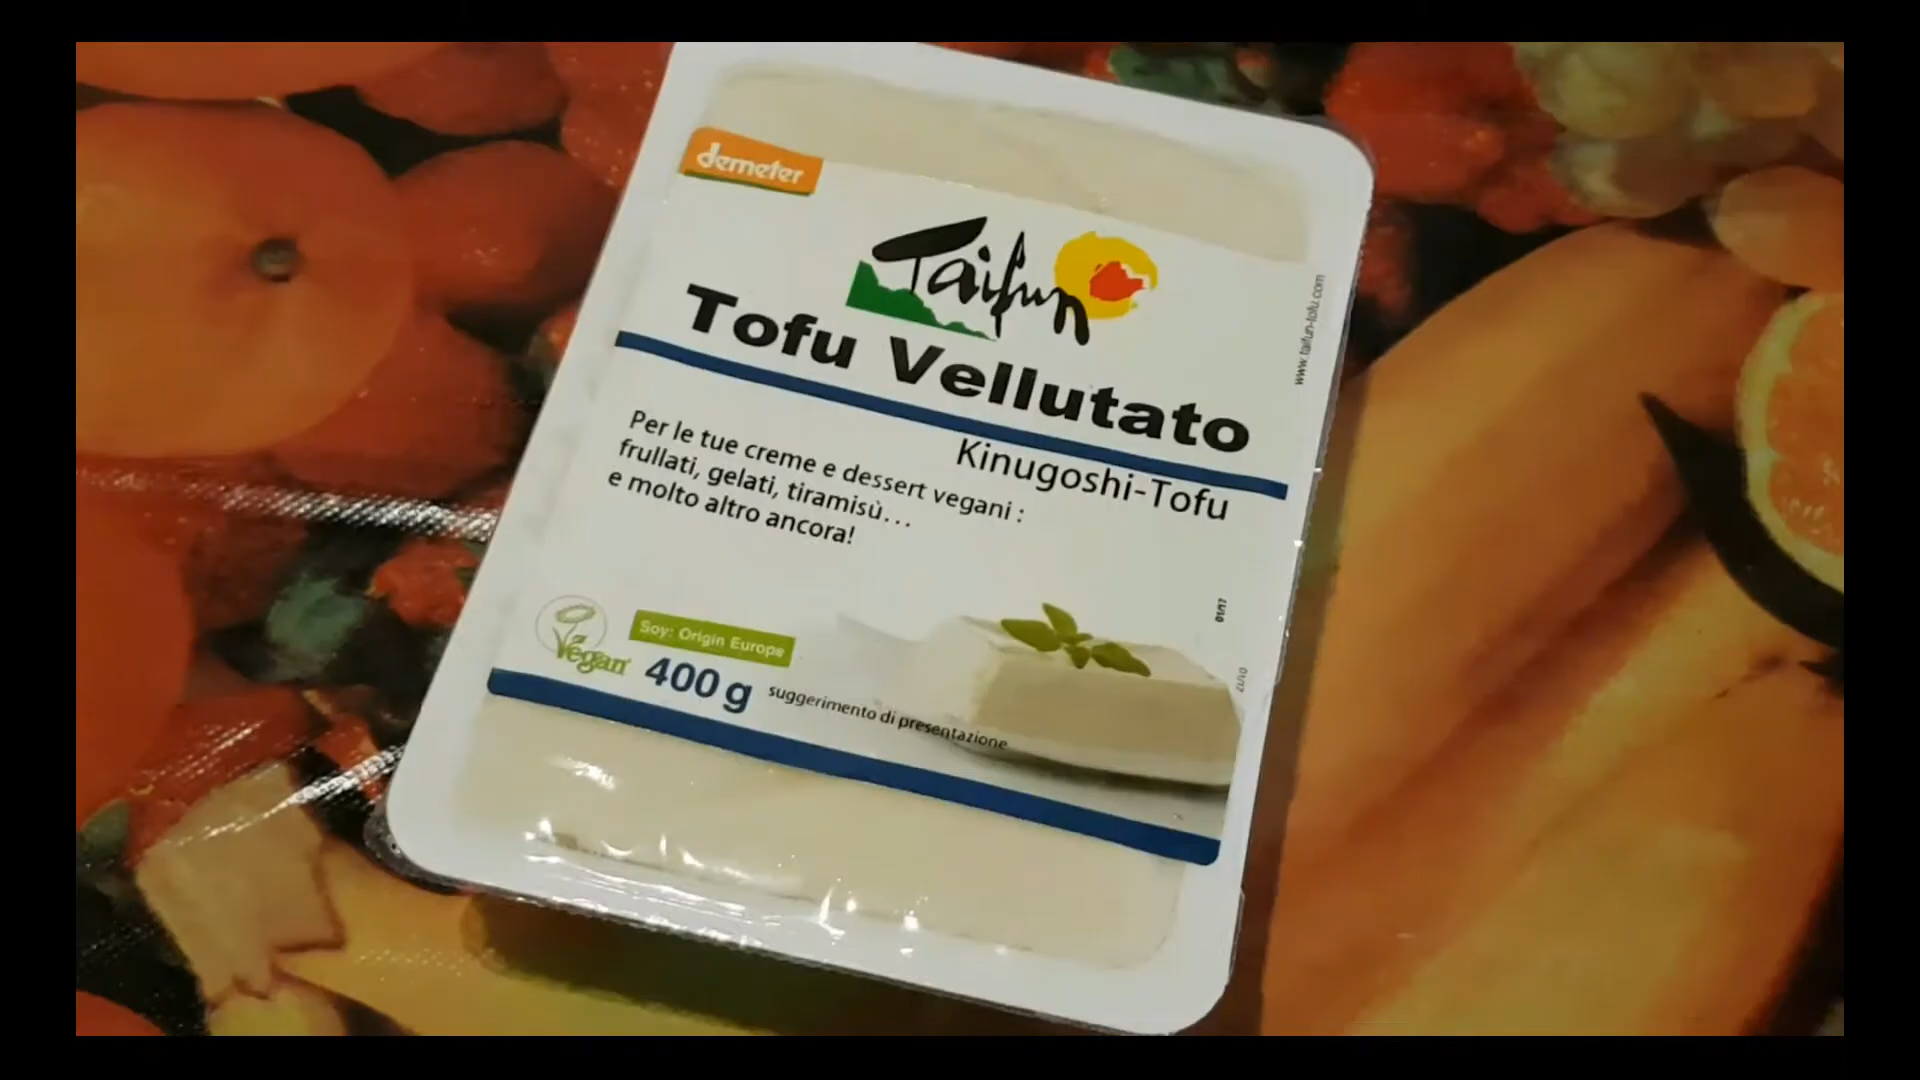 demeter
Taifun
Tofu Vellutato
Kinugoshi-Tofu
Per le tue creme e dessert vegani :
frullati, gelati, tiramisù...
e molto altro ancora!
www.taifun-tofu.com
Vegan
Soy: Origin Europe
400 g
suggerimento di presentazione